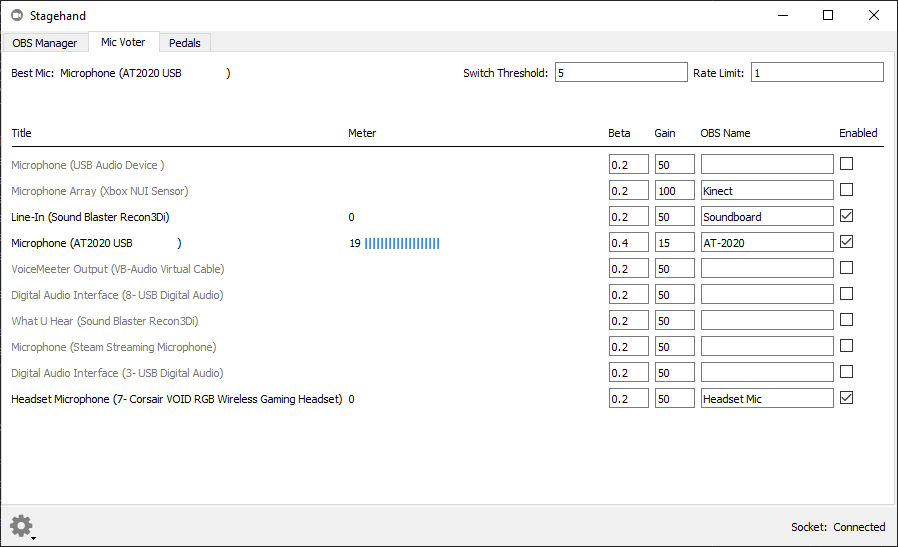 Stagehand
OBS Manager Mic Voter Pedals
Best Mic: Microphone (AT2020 USB ) Switch Threshold: 5 Rate Limit: 1
Title Meter Beta Gain OBS Name Enabled
Microphone (USB Audio Device ) 0.2 50
Microphone Array (Xbox NUI Sensor) 0.2 100 Kinect
Line-In (Sound Blaster Recon3Di) 0 0.2 50 Soundboard
Microphone (AT2020 USB ) 19 |||||||||||||||||||| 0.4 15 AT-2020
VoiceMeeter Output (VB-Audio Virtual Cable) 0.2 50
Digital Audio Interface (8- USB Digital Audio) 0.2 50
What U Hear (Sound Blaster Recon3Di) 0.2 50
Microphone (Steam Streaming Microphone) 0.2 50
Digital Audio Interface (3- USB Digital Audio) 0.2 50
Headset Microphone (7- Corsair VOID RGB Wireless Gaming Headset) 0 0.2 50 Headset Mic
Socket: Connected